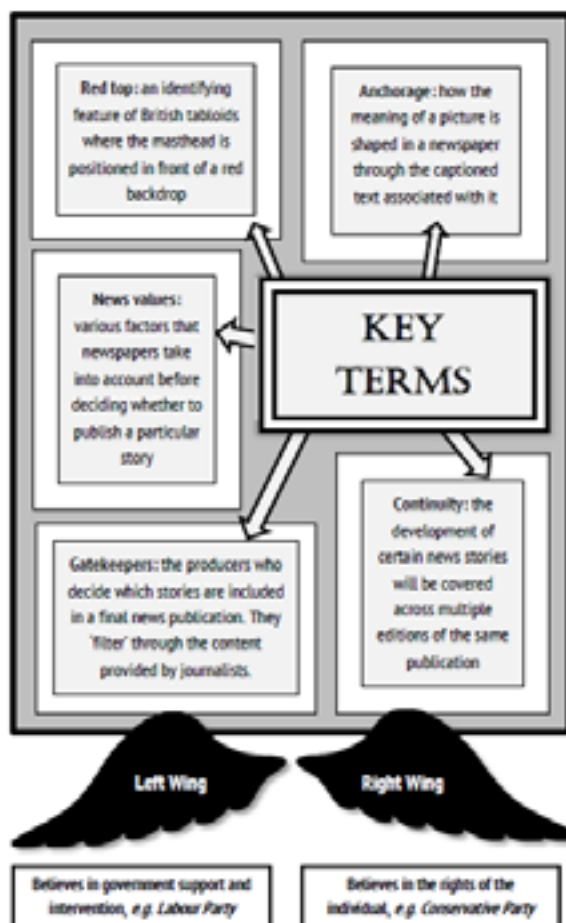 Red top: an identifying
feature of British tabloids
where the masthead is
positioned in front of a red
backdrop
Anchorage: how the
meaning of a picture is
shaped in a newspaper
through the captioned
text associated with it
News values:
various factors that
newspapers take
into account before
deciding whether to
publish a particular
story
KEY
TERMS
Gatekeepers: the producers who
decide which stories are included
in a final news publication. They
'filter' through the content
provided by journalists.
Continuity: the
development of
certain news stories
will be covered
across multiple
editions of the same
publication
Left Wing
Right Wing
Believes in government support and
intervention, e.g. Labour Party
Believes in the rights of the
individual, e.g. Conservative Party